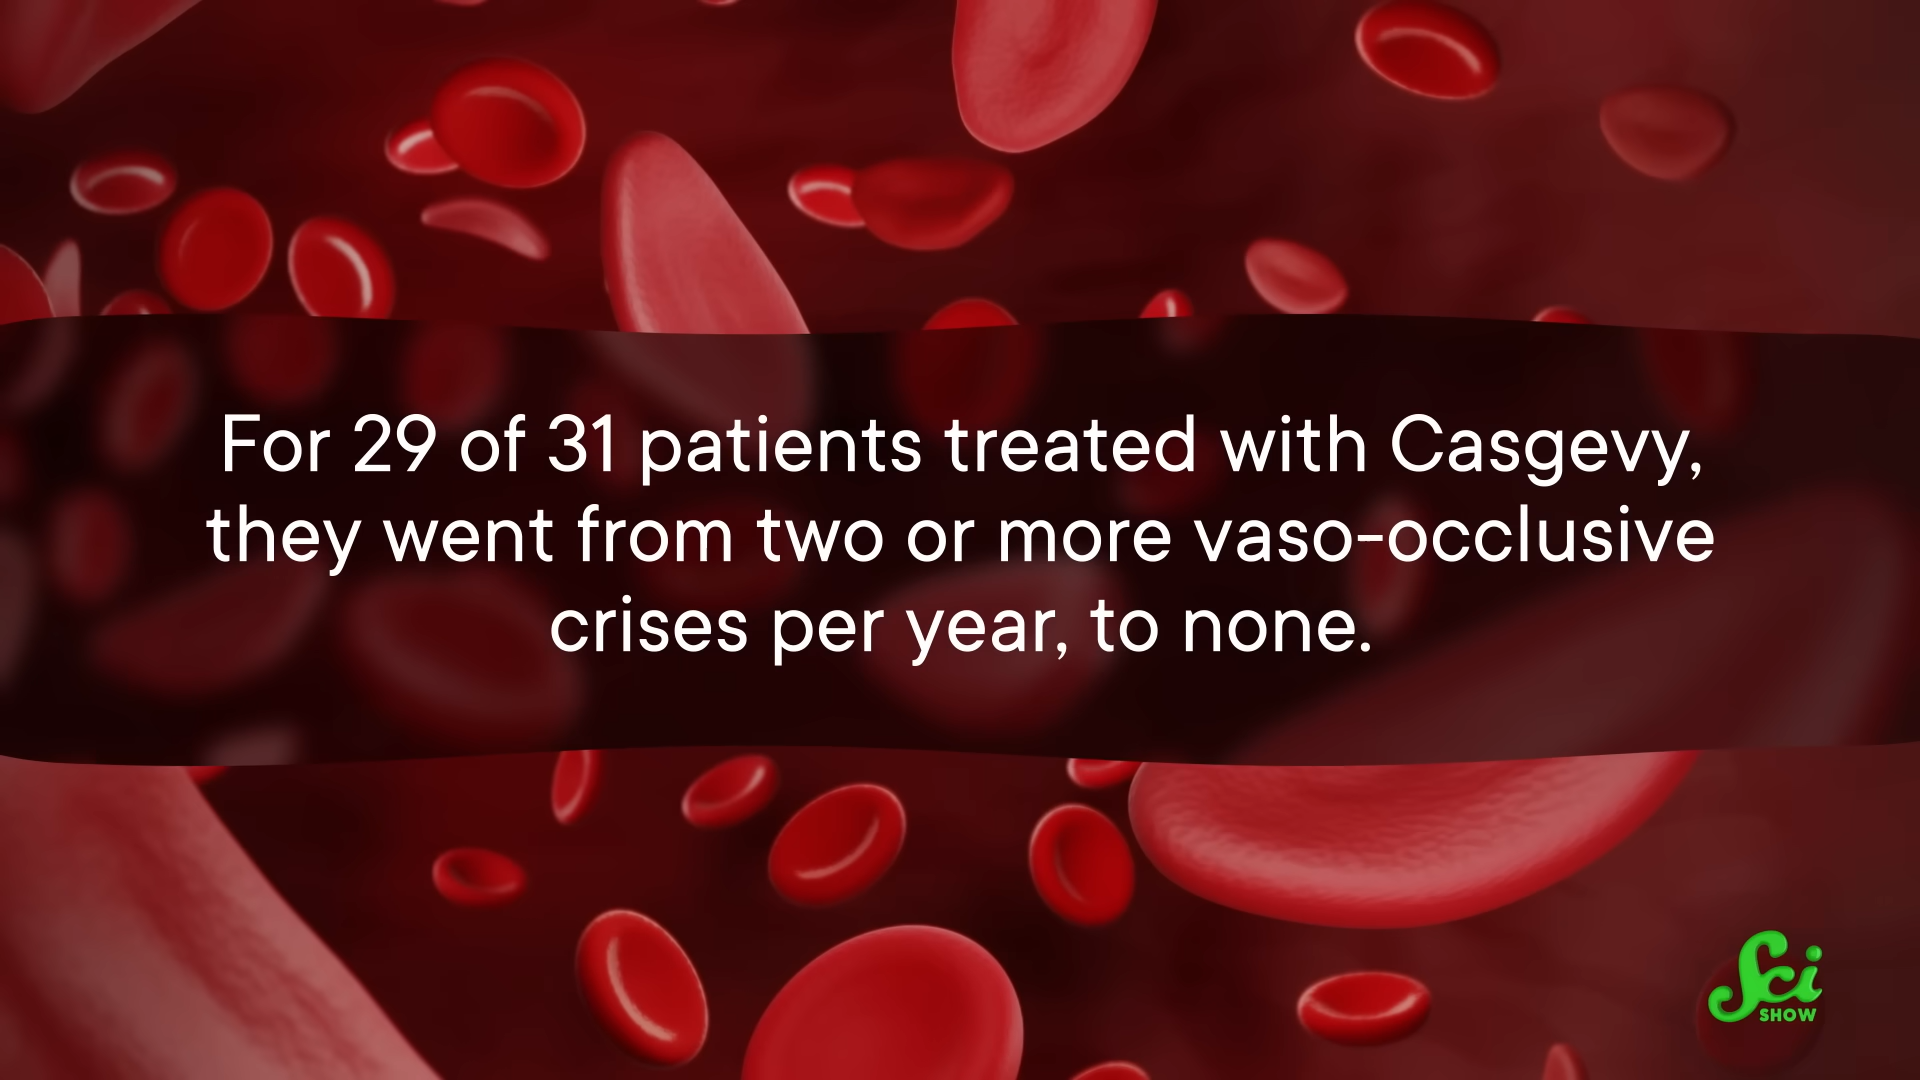 For 29 of 31 patients treated with Casgevy,
they went from two or more vaso-occlusive
crises per year, to none.
Sci
SHOW